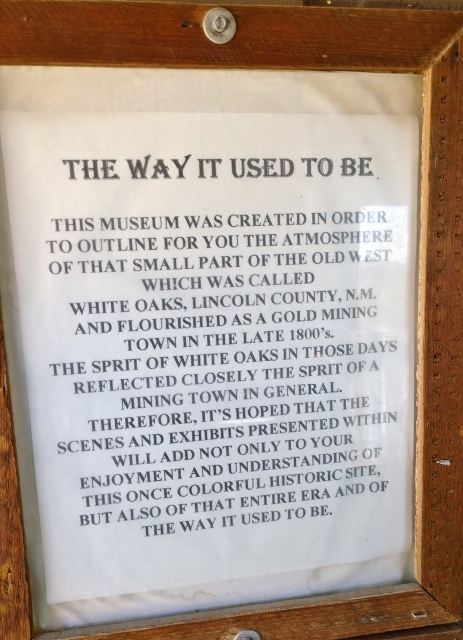 THE WAY IT USED TO BE
THIS MUSEUM WAS CREATED IN ORDER
TO OUTLINE FOR YOU THE ATMOSPHERE
OF THAT SMALL PART OF THE OLD WEST
WHICH WAS CALLED
WHITE OAKS, LINCOLN COUNTY, N.M.
AND FLOURISHED AS A GOLD MINING
TOWN IN THE LATE 1800's.
THE SPRIT OF WHITE OAKS IN THOSE DAYS
REFLECTED CLOSELY THE SPRIT OF A
MINING TOWN IN GENERAL.
THEREFORE, IT'S HOPED THAT THE
SCENES AND EXHIBITS PRESENTED WITHIN
WILL ADD NOT ONLY TO YOUR
ENJOYMENT AND UNDERSTANDING OF
THIS ONCE COLORFUL HISTORIC SITE,
BUT ALSO OF THAT ENTIRE ERA AND OF
THE WAY IT USED TO BE.